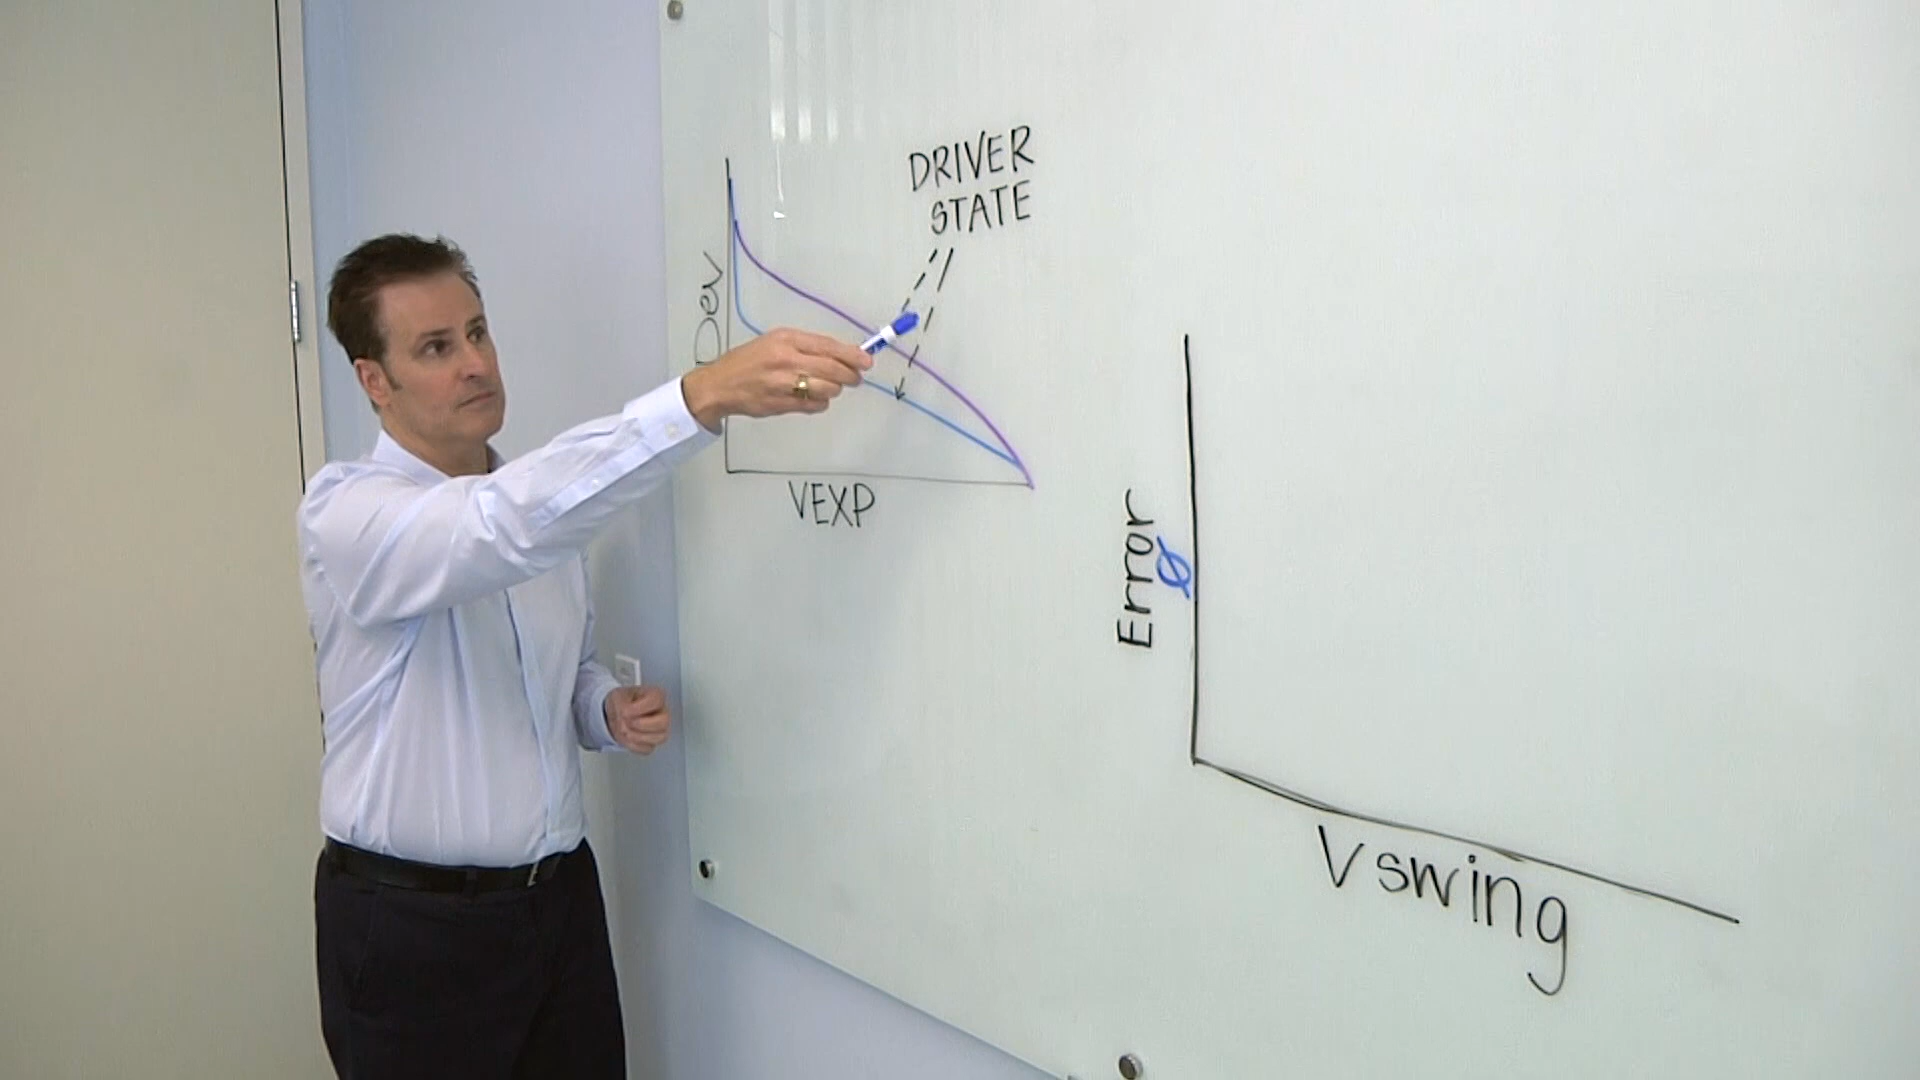 DRIVER
STATE
Dev
VEXP
Error
Ø
Vswing